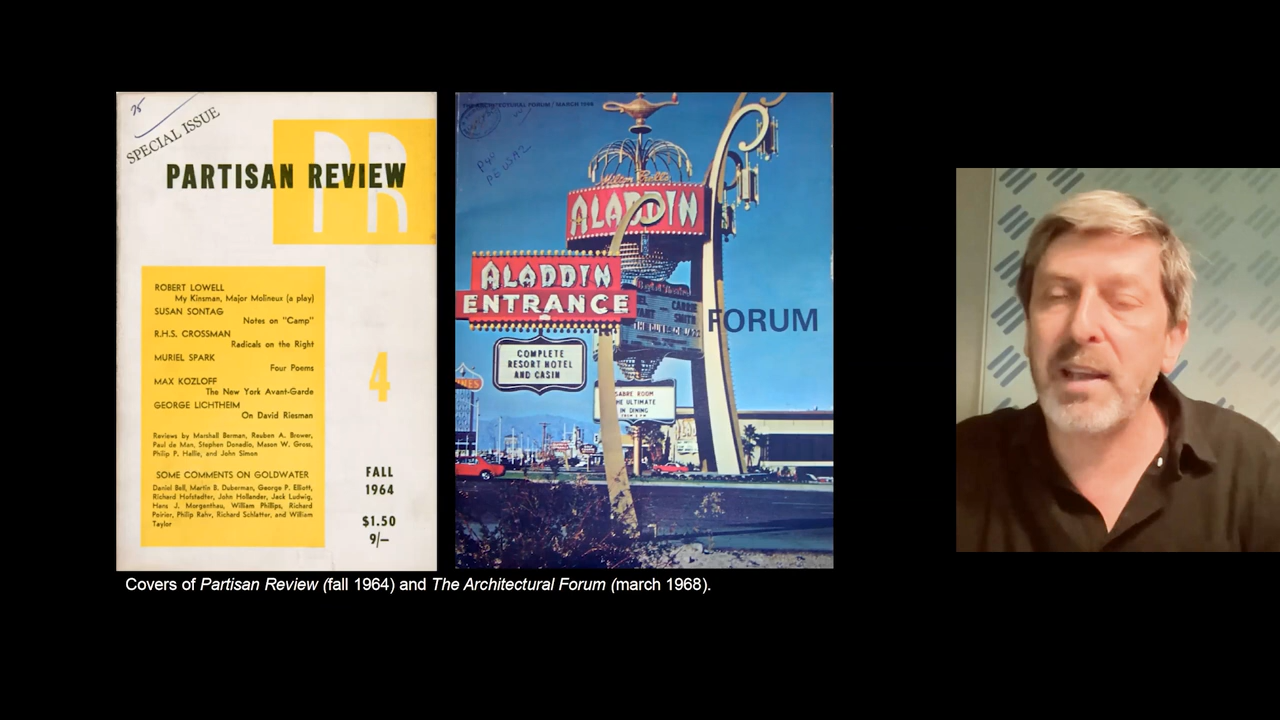 SPECIAL ISSUE
PR
PARTISAN REVIEW
ROBERT LOWELL
My Kinsman, Major Molineux (a play)
SUSAN SONTAG
Notes on "Camp"
R.H.S. CROSSMAN
Radicals on the Right
MURIEL SPARK
Four Poems
MAX KOZLOFF
The New York Avant-Garde
GEORGE LICHTHEIM
On David Riesman
Reviews by Marshall Berman, Reuben A. Brower,
Paul de Man, Stephen Donadio, Mason W. Gross,
Philip P. Hallie, and John Simon
SOME COMMENTS ON GOLDWATER
Daniel Bell, Martin B. Duberman, George P. Elliott,
Richard Hofstadter, John Hollander, Jack Ludwig,
Hans J. Morgenthau, William Phillips, Richard
Poirier, Philip Rahv, Richard Schlatter, and William
Taylor
4
FALL
1964
$1.50
9/—
THE ARCHITECTURAL FORUM / MARCH 1968
ALADDIN
ALADDIN
ENTRANCE
COMPLETE
RESORT HOTEL
AND CASIN
SABRE ROOM
HE ULTIMATE
IN DINING
FORUM
Covers of Partisan Review (fall 1964) and The Architectural Forum (march 1968).